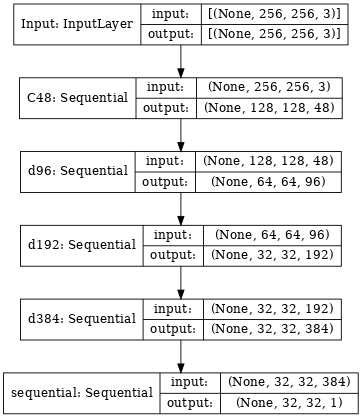 Input: InputLayer
input: [(None, 256, 256, 3)]
output: [(None, 256, 256, 3)]
C48: Sequential
input: (None, 256, 256, 3)
output: (None, 128, 128, 48)
d96: Sequential
input: (None, 128, 128, 48)
output: (None, 64, 64, 96)
d192: Sequential
input: (None, 64, 64, 96)
output: (None, 32, 32, 192)
d384: Sequential
input: (None, 32, 32, 192)
output: (None, 32, 32, 384)
sequential: Sequential
input: (None, 32, 32, 384)
output: (None, 32, 32, 1)